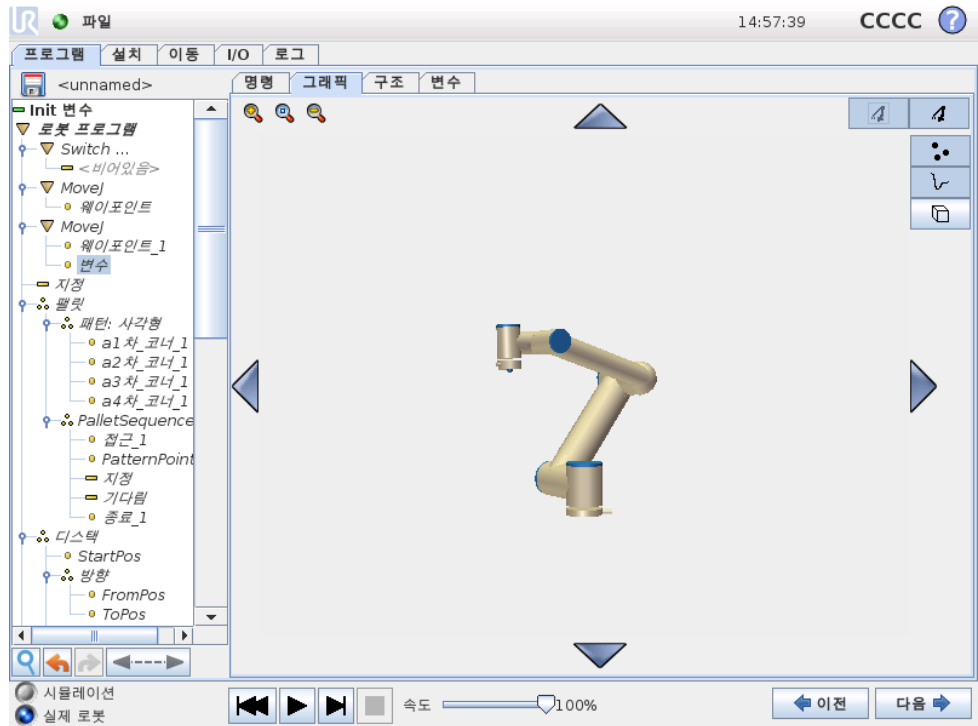 UR 파일 14:57:39 CCCC ?
프로그램 설치 이동 I/O 로그
<unnamed>
명령 그래픽 구조 변수
Init 변수
로봇 프로그램
Switch ...
<비어있음>
MoveJ
웨이포인트
MoveJ
웨이포인트_1
변수
지정
팰릿
패턴: 사각형
a1차_코너_1
a2차_코너_1
a3차_코너_1
a4차_코너_1
PalletSequence
접근_1
PatternPoint
지정
기다림
종료_1
디스택
StartPos
방향
FromPos
ToPos
시뮬레이션
실제 로봇
속도 100%
이전 다음